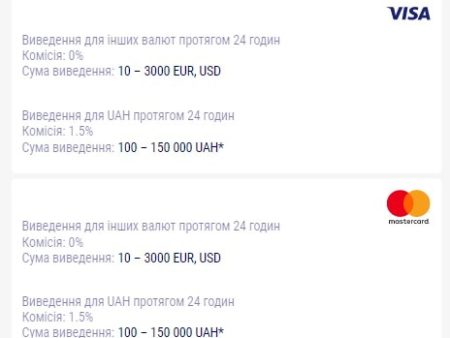 VISA
Виведення для інших валют протягом 24 годин
Комісія: 0%
Сума виведення: 10 – 3000 EUR, USD
Виведення для UAH протягом 24 годин
Комісія: 1.5%
Сума виведення: 100 – 150 000 UAH*
mastercard
Виведення для інших валют протягом 24 годин
Комісія: 0%
Сума виведення: 10 – 3000 EUR, USD
Виведення для UAH протягом 24 годин
Комісія: 1.5%
Сума виведення: 100 – 150 000 UAH*